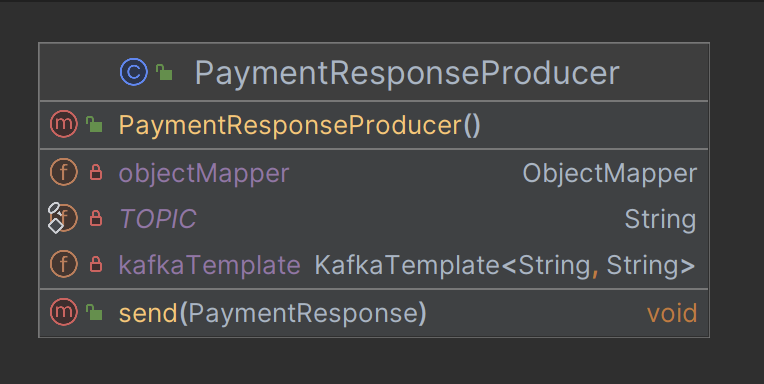 C PaymentResponseProducer
m PaymentResponseProducer()
f objectMapper ObjectMapper
f TOPIC String
f kafkaTemplate KafkaTemplate<String, String>
m send(PaymentResponse) void